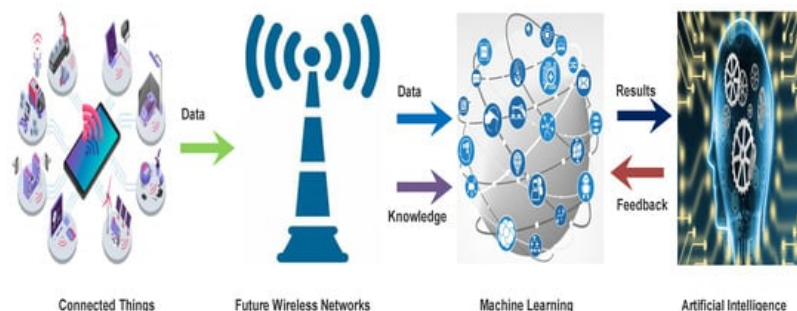 Data
Data
Knowledge
Results
Feedback
Connected Things
Future Wireless Networks
Machine Learning
Artificial Intelligence